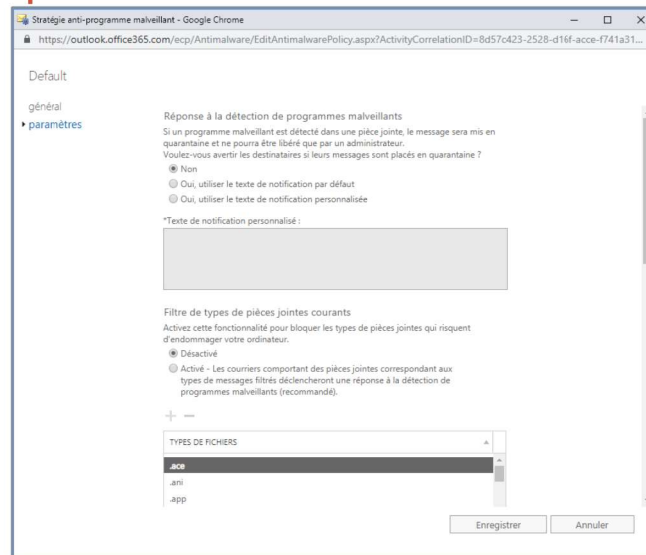 Stratégie anti-programme malveillant - Google Chrome
https://outlook.office365.com/ecp/Antimalware/EditAntimalwarePolicy.aspx?ActivityCorrelationID=8d57c423-2528-d16f-acce-f741a31...
Default
général
paramètres
Réponse à la détection de programmes malveillants
Si un programme malveillant est détecté dans une pièce jointe, le message sera mis en
quarantaine et ne pourra être libéré que par un administrateur.
Voulez-vous avertir les destinataires si leurs messages sont placés en quarantaine ?
Non
Oui, utiliser le texte de notification par défaut
Oui, utiliser le texte de notification personnalisée
*Texte de notification personnalisé :
Filtre de types de pièces jointes courants
Activez cette fonctionnalité pour bloquer les types de pièces jointes qui risquent
d'endommager votre ordinateur.
Désactivé
Activé - Les courriers comportant des pièces jointes correspondant aux
types de messages filtrés déclencheront une réponse à la détection de
programmes malveillants (recommandé).
TYPES DE FICHIERS
.ace
.ani
.app
Enregistrer
Annuler